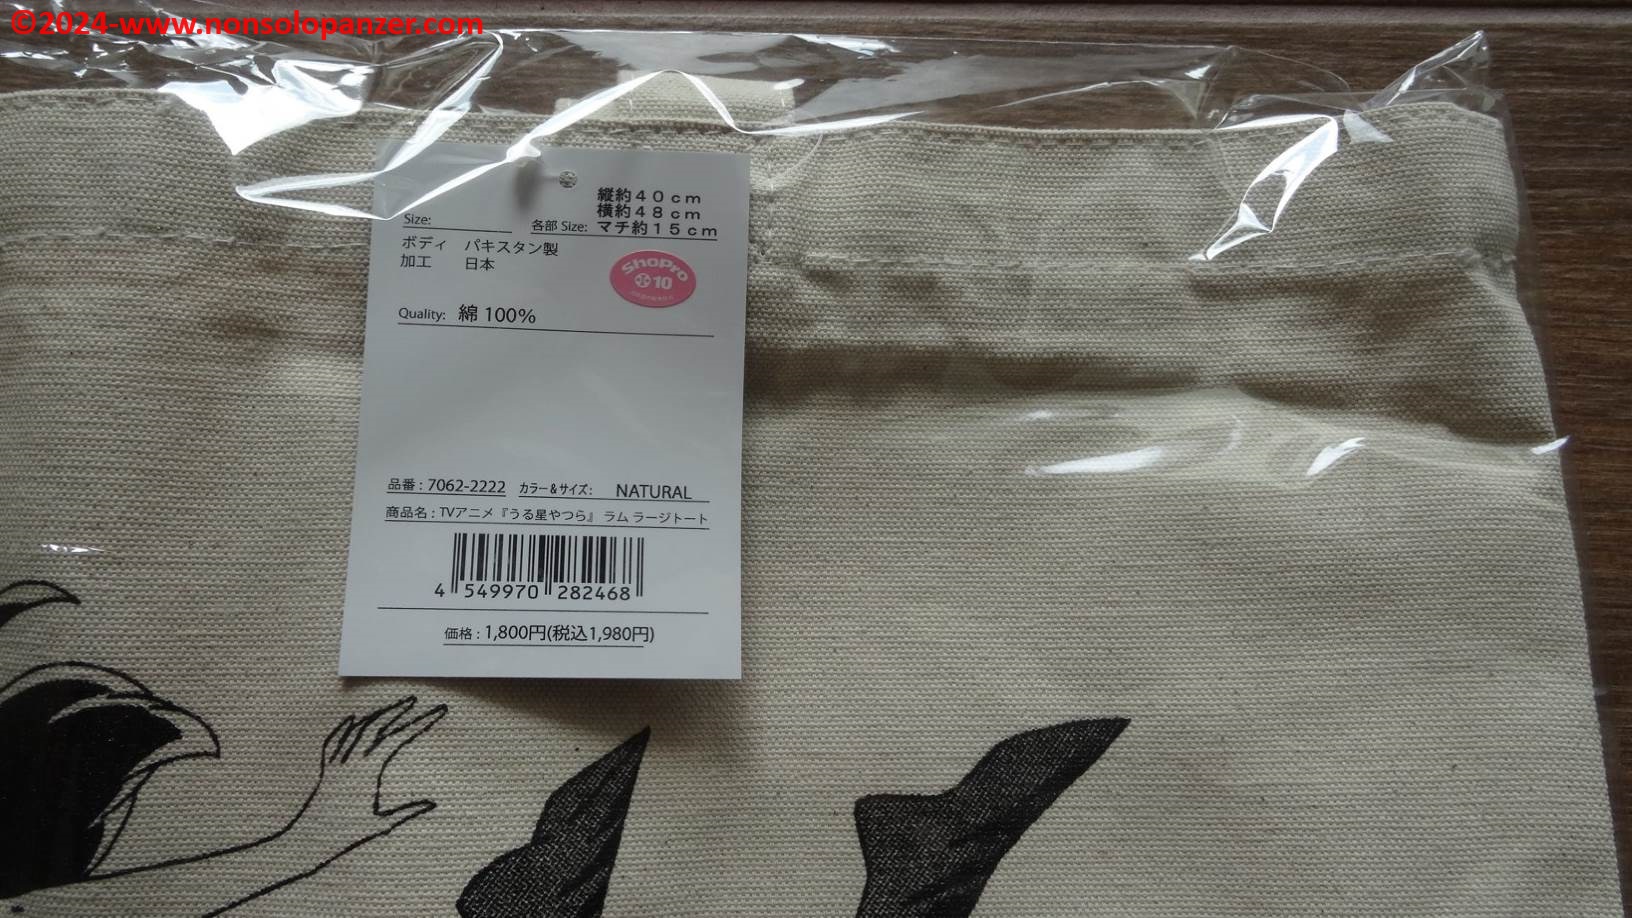 ©2024-www.nonsolopanzer.com
縦約40cm
横約48cm
Size: 各部 Size: マチ約15cm
ボディ パキスタン製
加工 日本
ShoPro
10
Quality: 綿 100%
品番 : 7062-2222 カラー&サイズ: NATURAL
商品名 : TVアニメ『うる星やつら』 ラム ラージトート
4 549970 282468
価格 : 1,800円(税込1,980円)